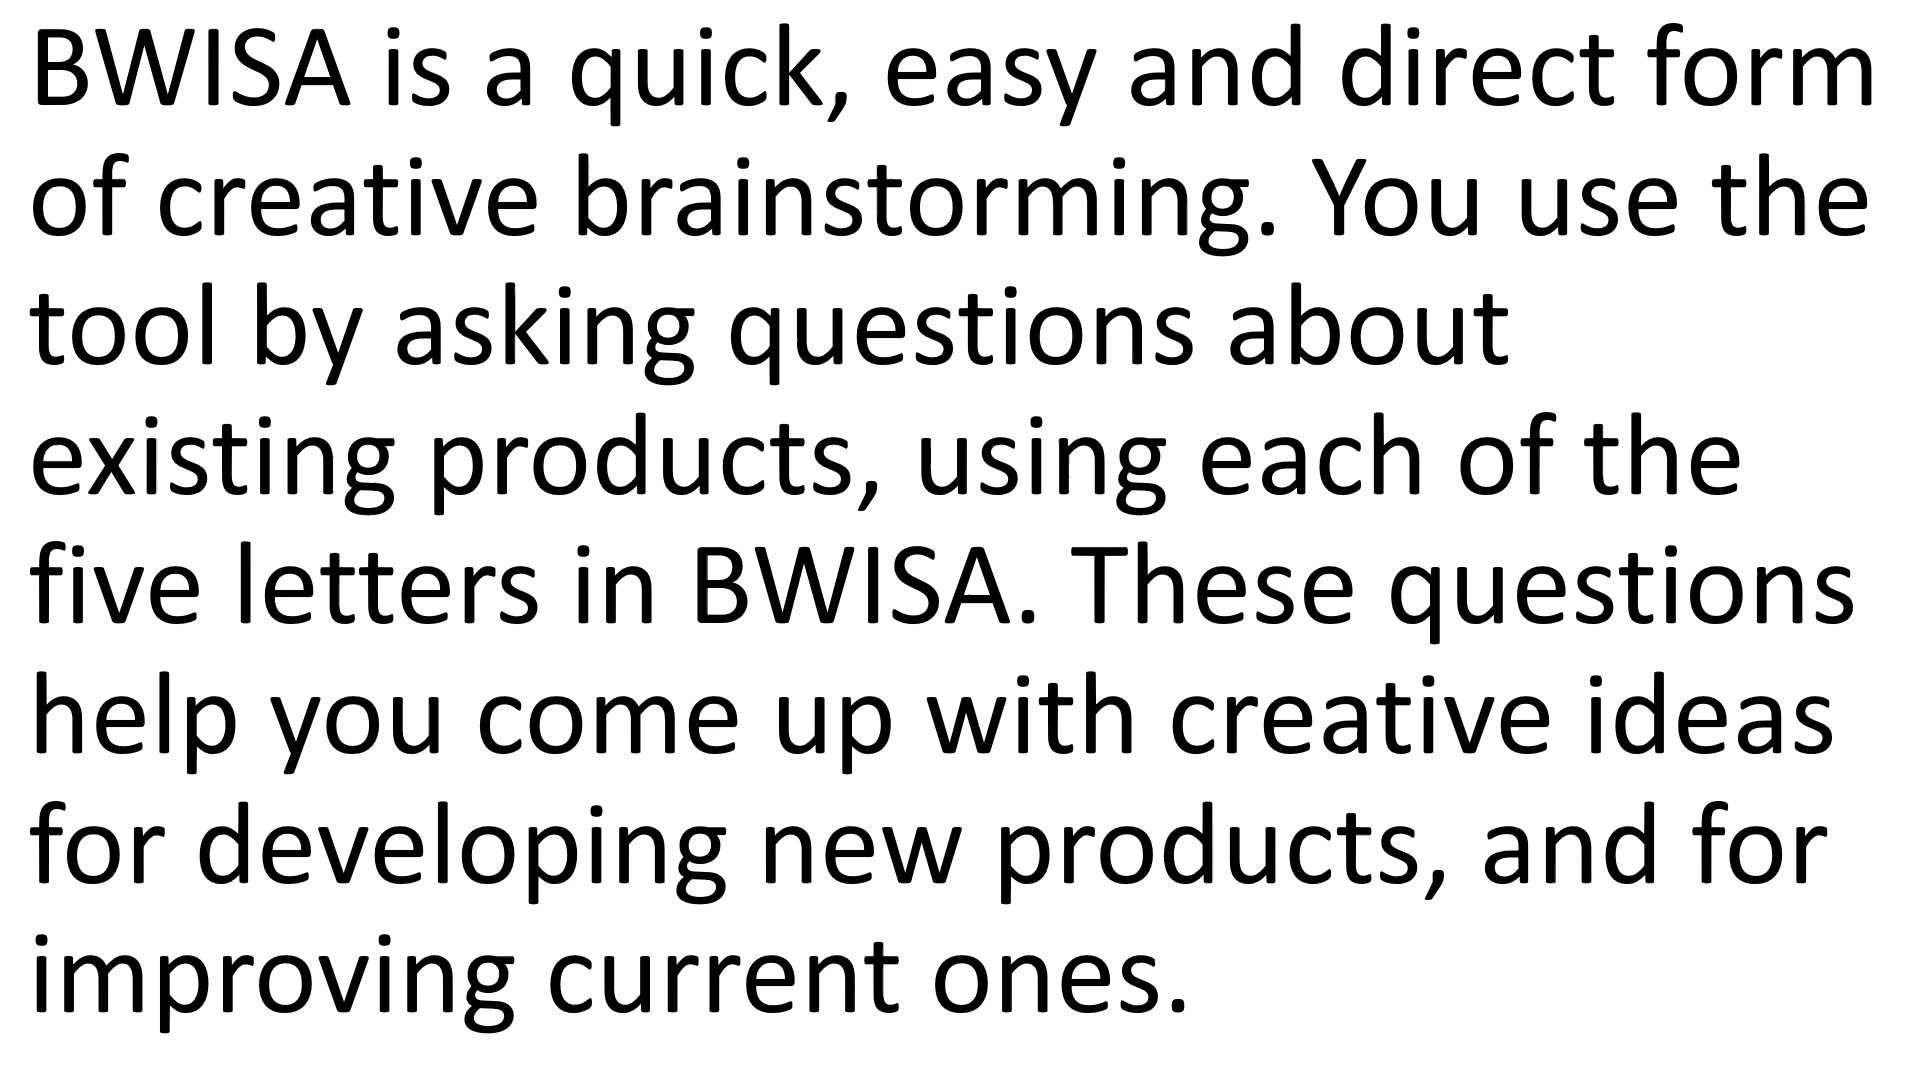 BWISA is a quick, easy and direct form
of creative brainstorming. You use the
tool by asking questions about
existing products, using each of the
five letters in BWISA. These questions
help you come up with creative ideas
for developing new products, and for
improving current ones.